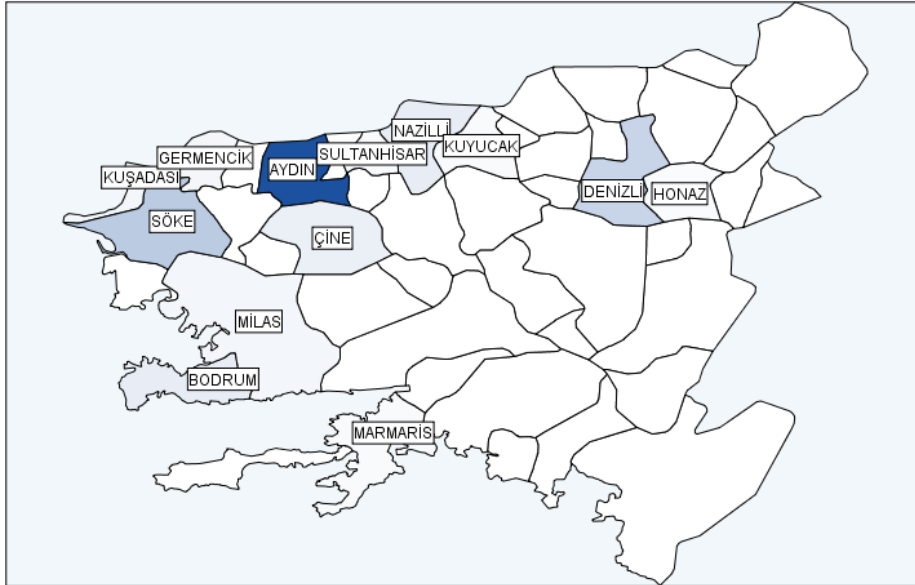 NAZİLLİ
KUYUCAK
GERMENCİK
SULTANHİSAR
AYDIN
KUŞADASI
DENİZLİ
HONAZ
SÖKE
ÇİNE
MİLAS
BODRUM
MARMARİS